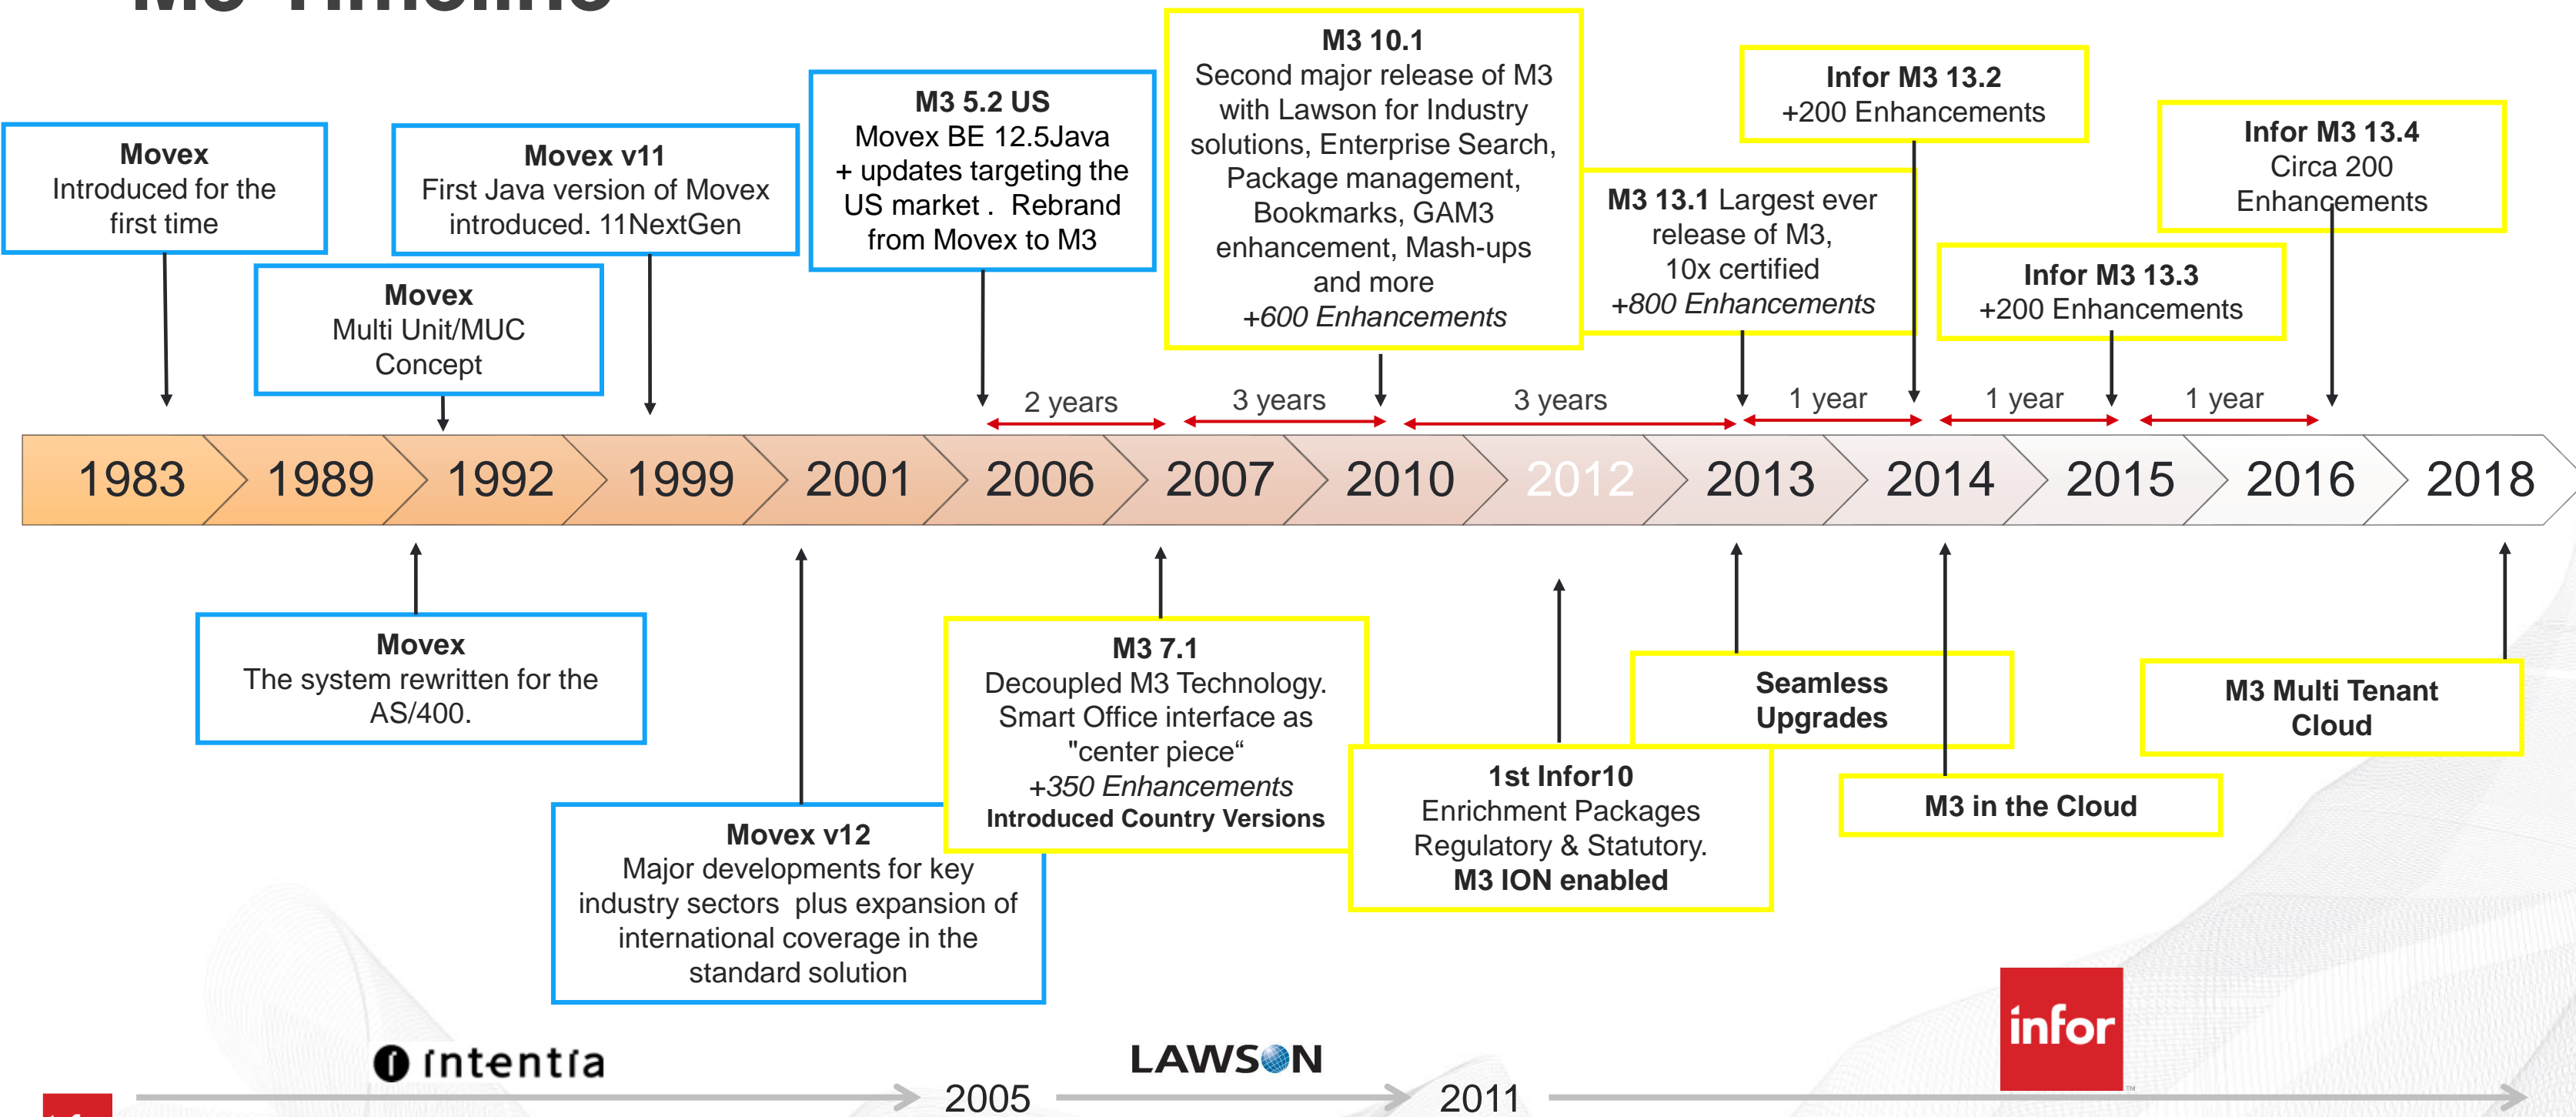 M3 Timeline
M3 10.1
Second major release of M3
with Lawson for Industry
solutions, Enterprise Search,
Package management,
Bookmarks, GAM3
enhancement, Mash-ups
and more
+600 Enhancements
Infor M3 13.2
+200 Enhancements
M3 5.2 US
Movex BE 12.5Java
+ updates targeting the
US market . Rebrand
from Movex to M3
Infor M3 13.4
Circa 200
Enhancements
Movex
Introduced for the
first time
Movex v11
First Java version of Movex
introduced. 11NextGen
M3 13.1 Largest ever
release of M3,
10x certified
+800 Enhancements
Movex
Multi Unit/MUC
Concept
Infor M3 13.3
+200 Enhancements
2 years
3 years
3 years
1 year
1 year
1 year
1983
1989
1992
1999
2001
2006
2007
2010
2012
2013
2014
2015
2016
2018
Movex
The system rewritten for the
AS/400.
M3 7.1
Decoupled M3 Technology.
Smart Office interface as
"center piece“
+350 Enhancements
Introduced Country Versions
Seamless
Upgrades
M3 Multi Tenant
Cloud
1st Infor10
Enrichment Packages
Regulatory & Statutory.
M3 ION enabled
M3 in the Cloud
Movex v12
Major developments for key
industry sectors plus expansion of
international coverage in the
standard solution
intentia
LAWSON
infor
TM
2005
2011